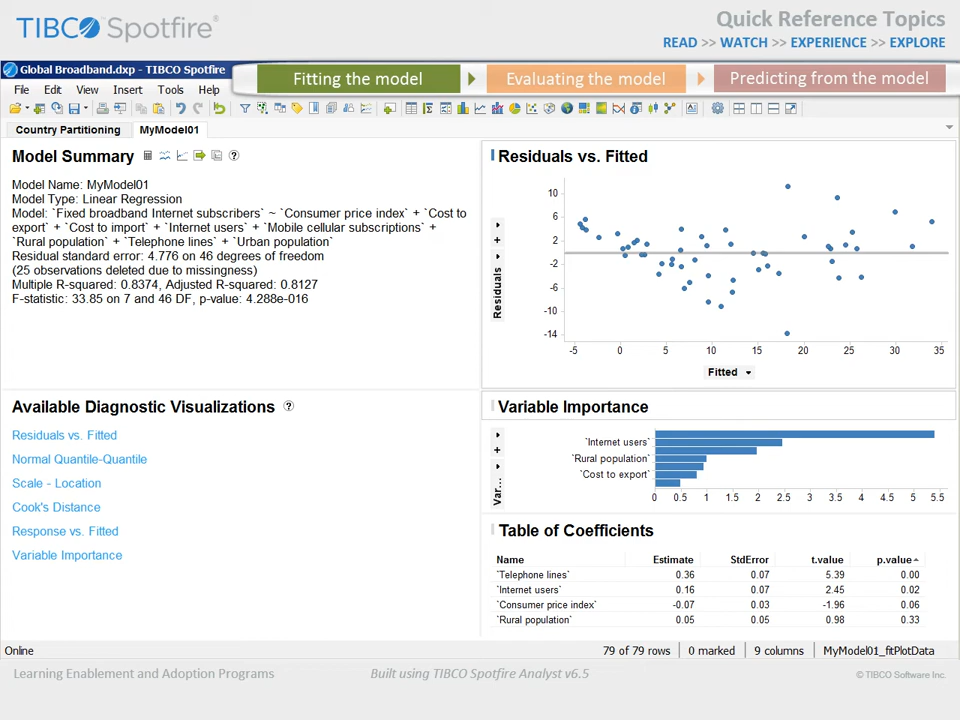 TIBCO Spotfire®
Quick Reference Topics
READ >> WATCH >> EXPERIENCE >> EXPLORE
Global Broadband.dxp - TIBCO Spotfire
Fitting the model
Evaluating the model
Predicting from the model
File Edit View Insert Tools Help
Country Partitioning
MyModel01
Model Summary
Model Name: MyModel01
Model Type: Linear Regression
Model: `Fixed broadband Internet subscribers` ~ `Consumer price index` + `Cost to
export` + `Cost to import` + `Internet users` + `Mobile cellular subscriptions` +
`Rural population` + `Telephone lines` + `Urban population`
Residual standard error: 4.776 on 46 degrees of freedom
(25 observations deleted due to missingness)
Multiple R-squared: 0.8374, Adjusted R-squared: 0.8127
F-statistic: 33.85 on 7 and 46 DF, p-value: 4.288e-016
Residuals vs. Fitted
10
6
2
-2
-6
-10
-14
Residuals
-5 0 5 10 15 20 25 30 35
Fitted
Available Diagnostic Visualizations
Residuals vs. Fitted
Normal Quantile-Quantile
Scale - Location
Cook's Distance
Response vs. Fitted
Variable Importance
Variable Importance
`Internet users`
`Rural population`
`Cost to export`
Var...
0 0.5 1 1.5 2 2.5 3 3.5 4 4.5 5 5.5
Table of Coefficients
Name Estimate StdError t.value p.value
`Telephone lines` 0.36 0.07 5.39 0.00
`Internet users` 0.16 0.07 2.45 0.02
`Consumer price index` -0.07 0.03 -1.96 0.06
`Rural population` 0.05 0.05 0.98 0.33
Online
79 of 79 rows
0 marked
9 columns
MyModel01_fitPlotData
Learning Enablement and Adoption Programs
Built using TIBCO Spotfire Analyst v6.5
© TIBCO Software Inc.